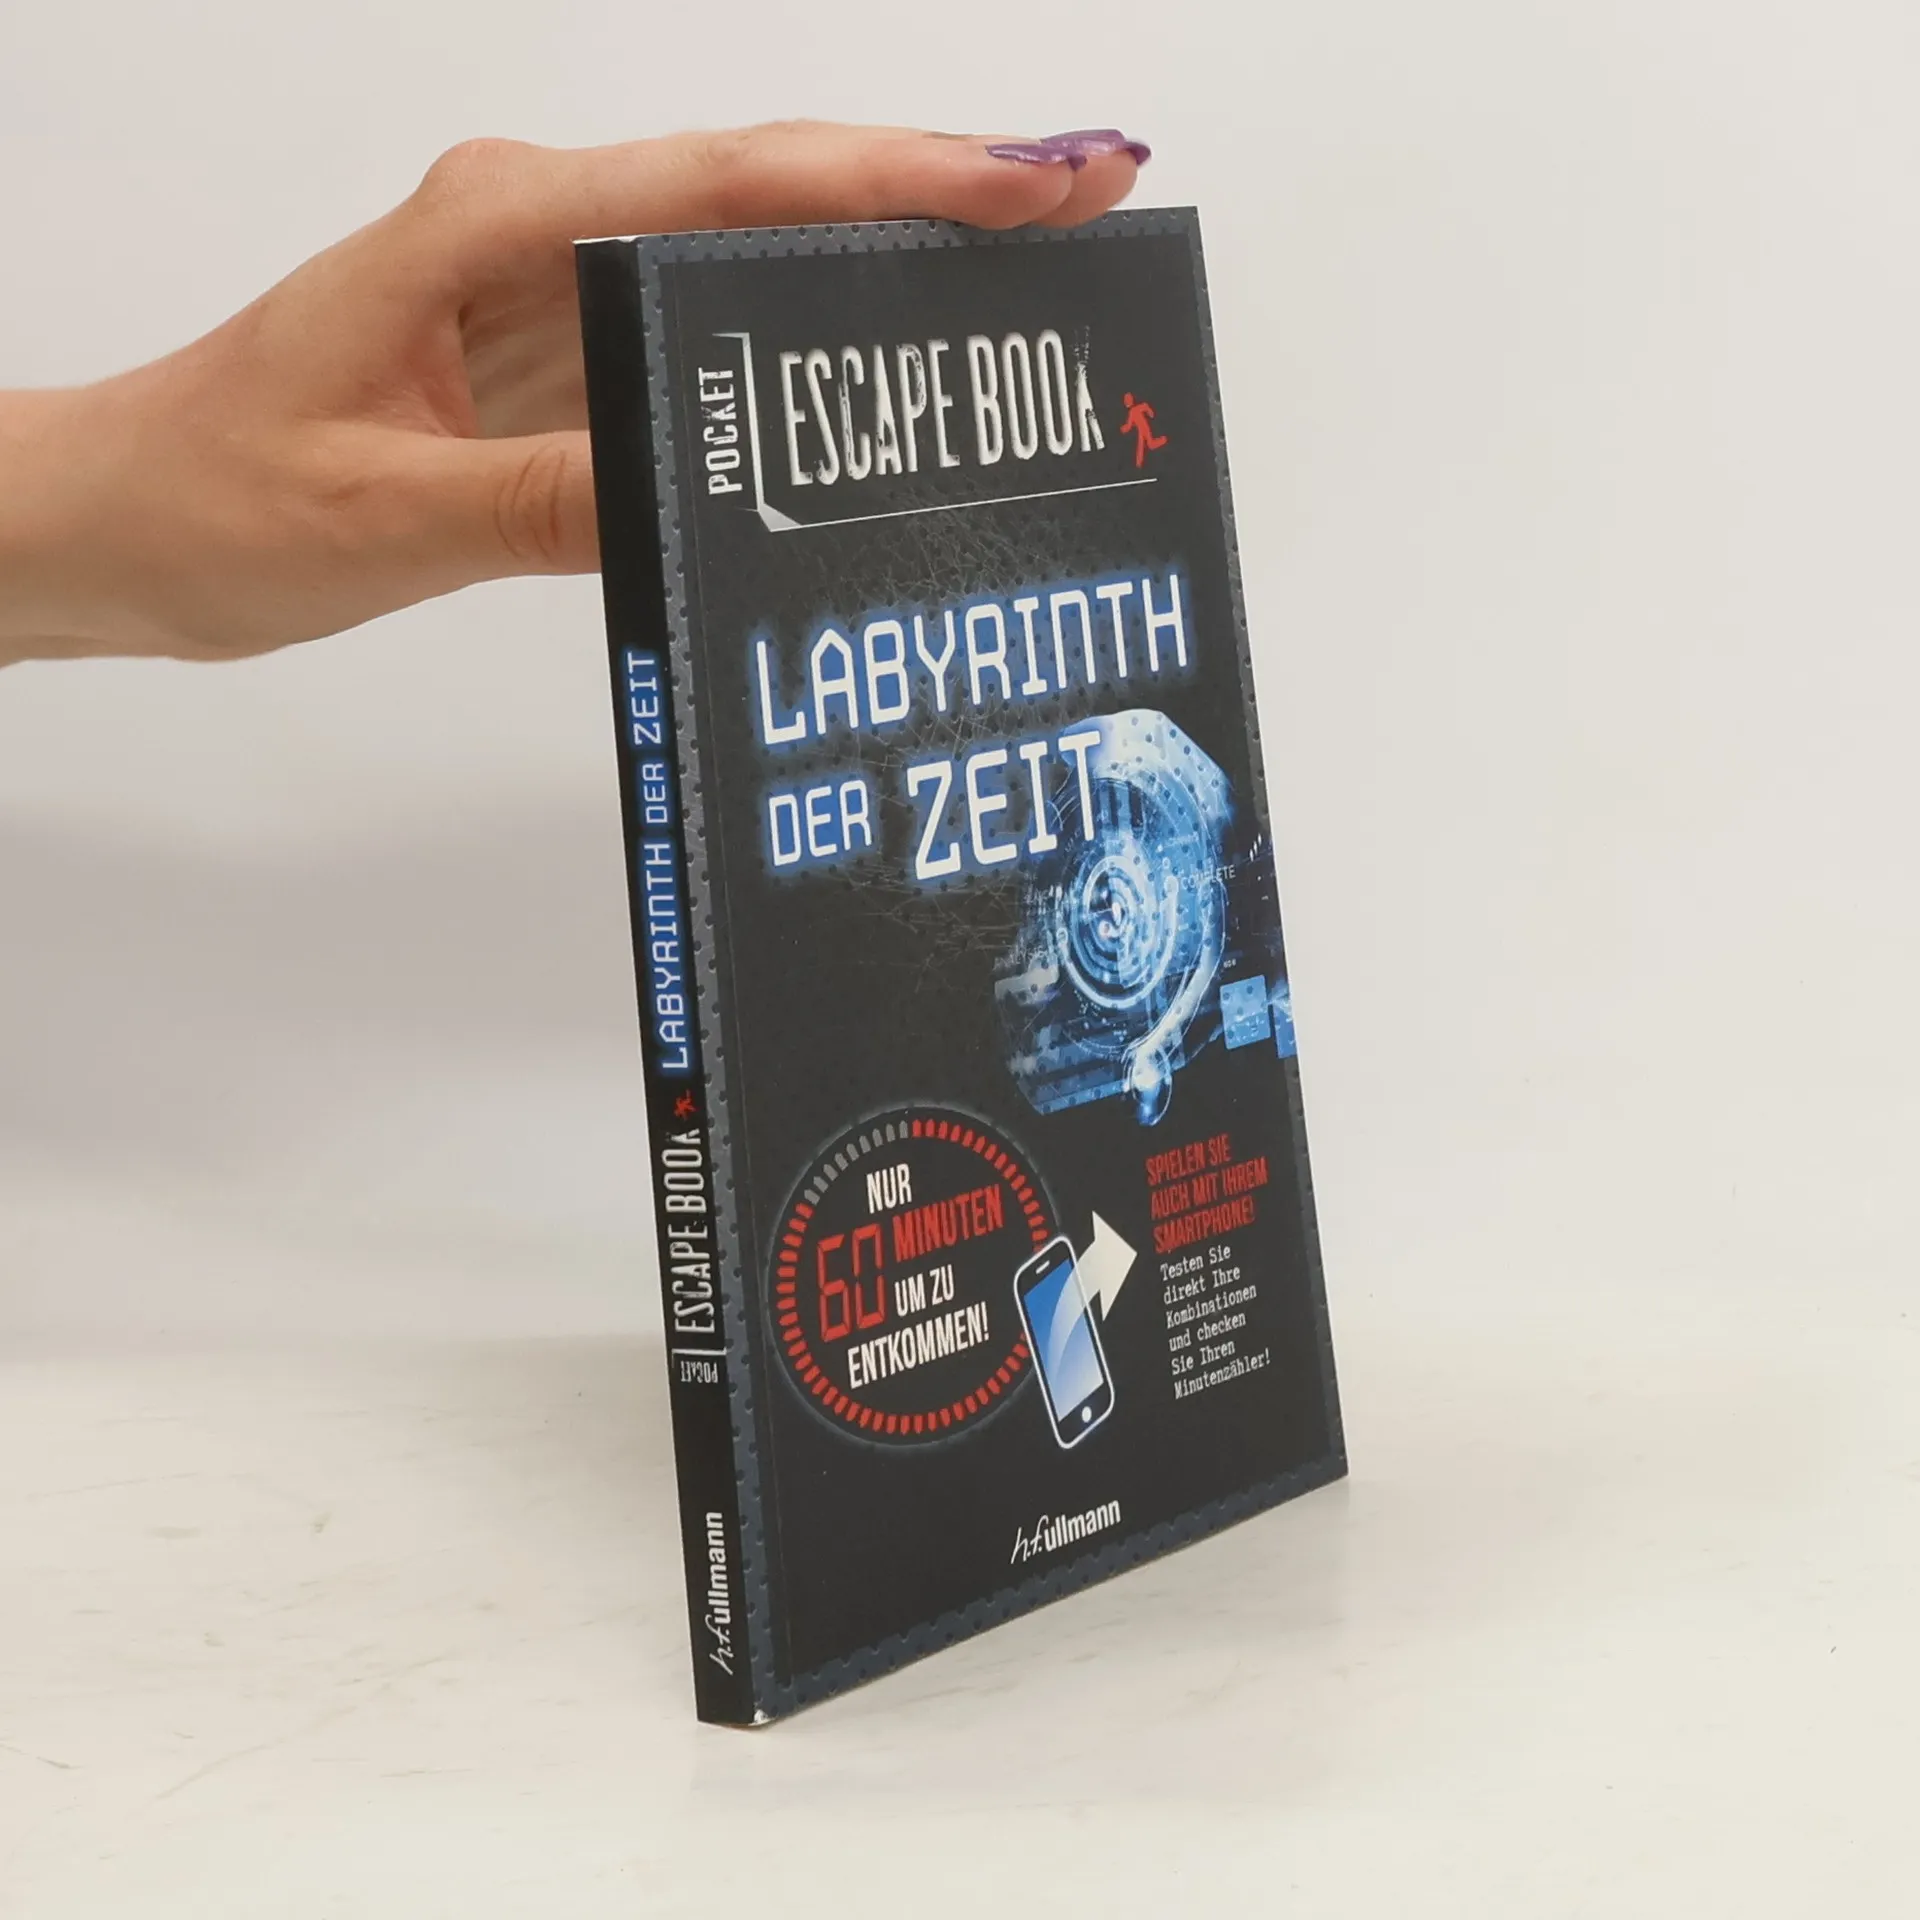 POCKET
ESCAPE BOOK
LABYRINTH
DER ZEIT
COMPLETE
NUR
60 MINUTEN
UM ZU
ENTKOMMEN!
SPIELEN SIE
AUCH MIT IHREM
SMARTPHONE!
Testen Sie
direkt Ihre
Kombinationen
und checken
Sie Ihren
Minutenzähler!
h.f.ullmann
POCKET ESCAPE BOOK LABYRINTH DER ZEIT
h.f.ullmann